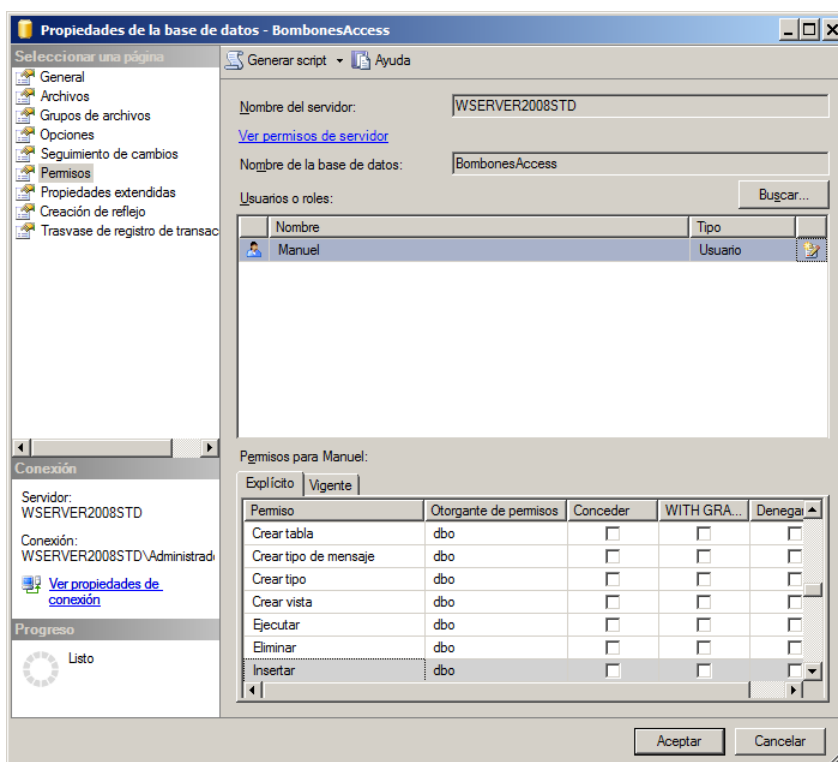 Propiedades de la base de datos - BombonesAccess
Seleccionar una página
General
Archivos
Grupos de archivos
Opciones
Seguimiento de cambios
Permisos
Propiedades extendidas
Creación de reflejo
Trasvase de registro de transac
Conexión
Servidor:
WSERVER2008STD
Conexión:
WSERVER2008STD\Administrad
Ver propiedades de
conexión
Progreso
Listo
Generar script Ayuda
Nombre del servidor: WSERVER2008STD
Ver permisos de servidor
Nombre de la base de datos: BombonesAccess
Usuarios o roles: Buscar...
Nombre Tipo
Manuel Usuario
Permisos para Manuel:
Explícito Vigente
Permiso Otorgante de permisos Conceder WITH GRA... Denegar
Crear tabla dbo
Crear tipo de mensaje dbo
Crear tipo dbo
Crear vista dbo
Ejecutar dbo
Eliminar dbo
Insertar dbo
Aceptar Cancelar